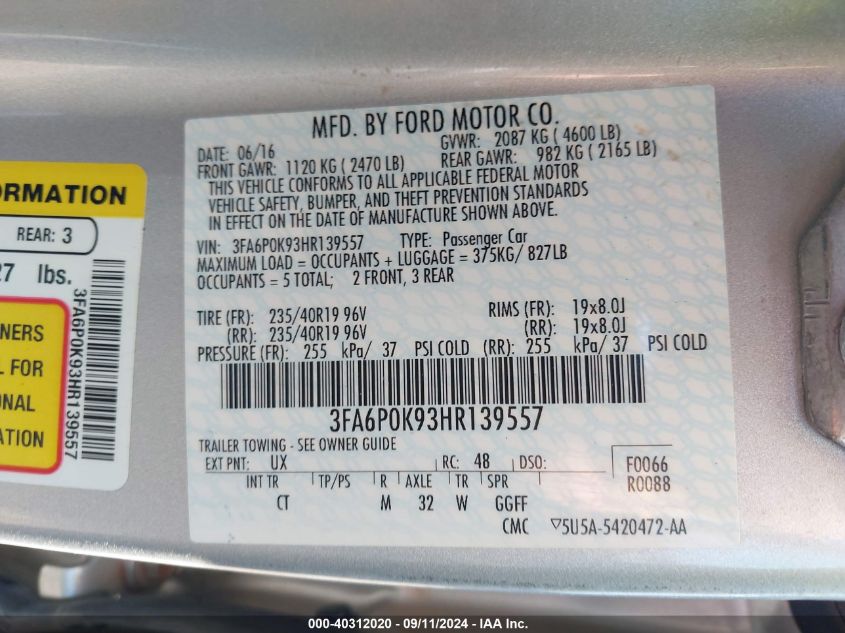 MFD. BY FORD MOTOR CO.
DATE: 06/16
GVWR: 2087 KG ( 4600 LB)
FRONT GAWR: 1120 KG ( 2470 LB)
REAR GAWR: 982 KG ( 2165 LB)
THIS VEHICLE CONFORMS TO ALL APPLICABLE FEDERAL MOTOR
VEHICLE SAFETY, BUMPER, AND THEFT PREVENTION STANDARDS
IN EFFECT ON THE DATE OF MANUFACTURE SHOWN ABOVE.
VIN: 3FA6P0K93HR139557 TYPE: Passenger Car
MAXIMUM LOAD = OCCUPANTS + LUGGAGE = 375KG/ 827LB
OCCUPANTS = 5 TOTAL; 2 FRONT, 3 REAR
TIRE (FR): 235/40R19 96V RIMS (FR): 19x8.0J
(RR): 235/40R19 96V (RR): 19x8.0J
PRESSURE (FR): 255 kPa/ 37 PSI COLD (RR): 255 kPa/ 37 PSI COLD
3FA6P0K93HR139557
TRAILER TOWING - SEE OWNER GUIDE
EXT PNT: UX RC: 48 DSO: F0066
R0088
INT TR TP/PS R AXLE TR SPR
CT M 32 W GGFF
CMC ▽5U5A-5420472-AA
ORMATION
REAR: 3
27 lbs.
NERS
L FOR
ONAL
TION
3FA6P0K93HR139557
000-40312020 - 09/11/2024 - IAA Inc.